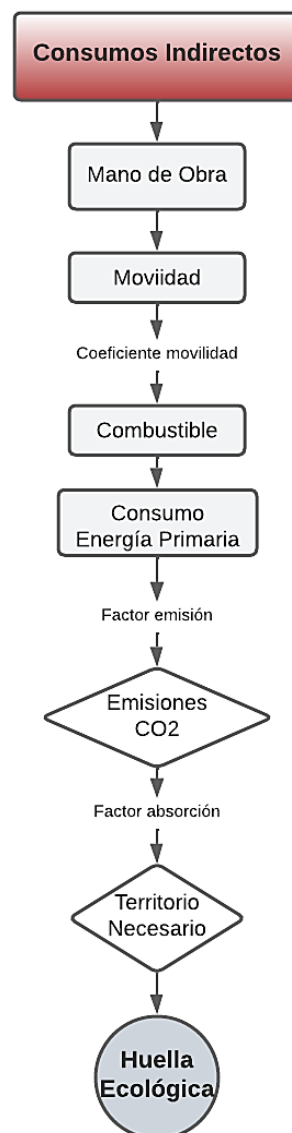 Consumos Indirectos
Mano de Obra
Moviidad
Coeficiente movilidad
Combustible
Consumo
Energía Primaria
Factor emisión
Emisiones
CO2
Factor absorción
Territorio
Necesario
Huella
Ecológica